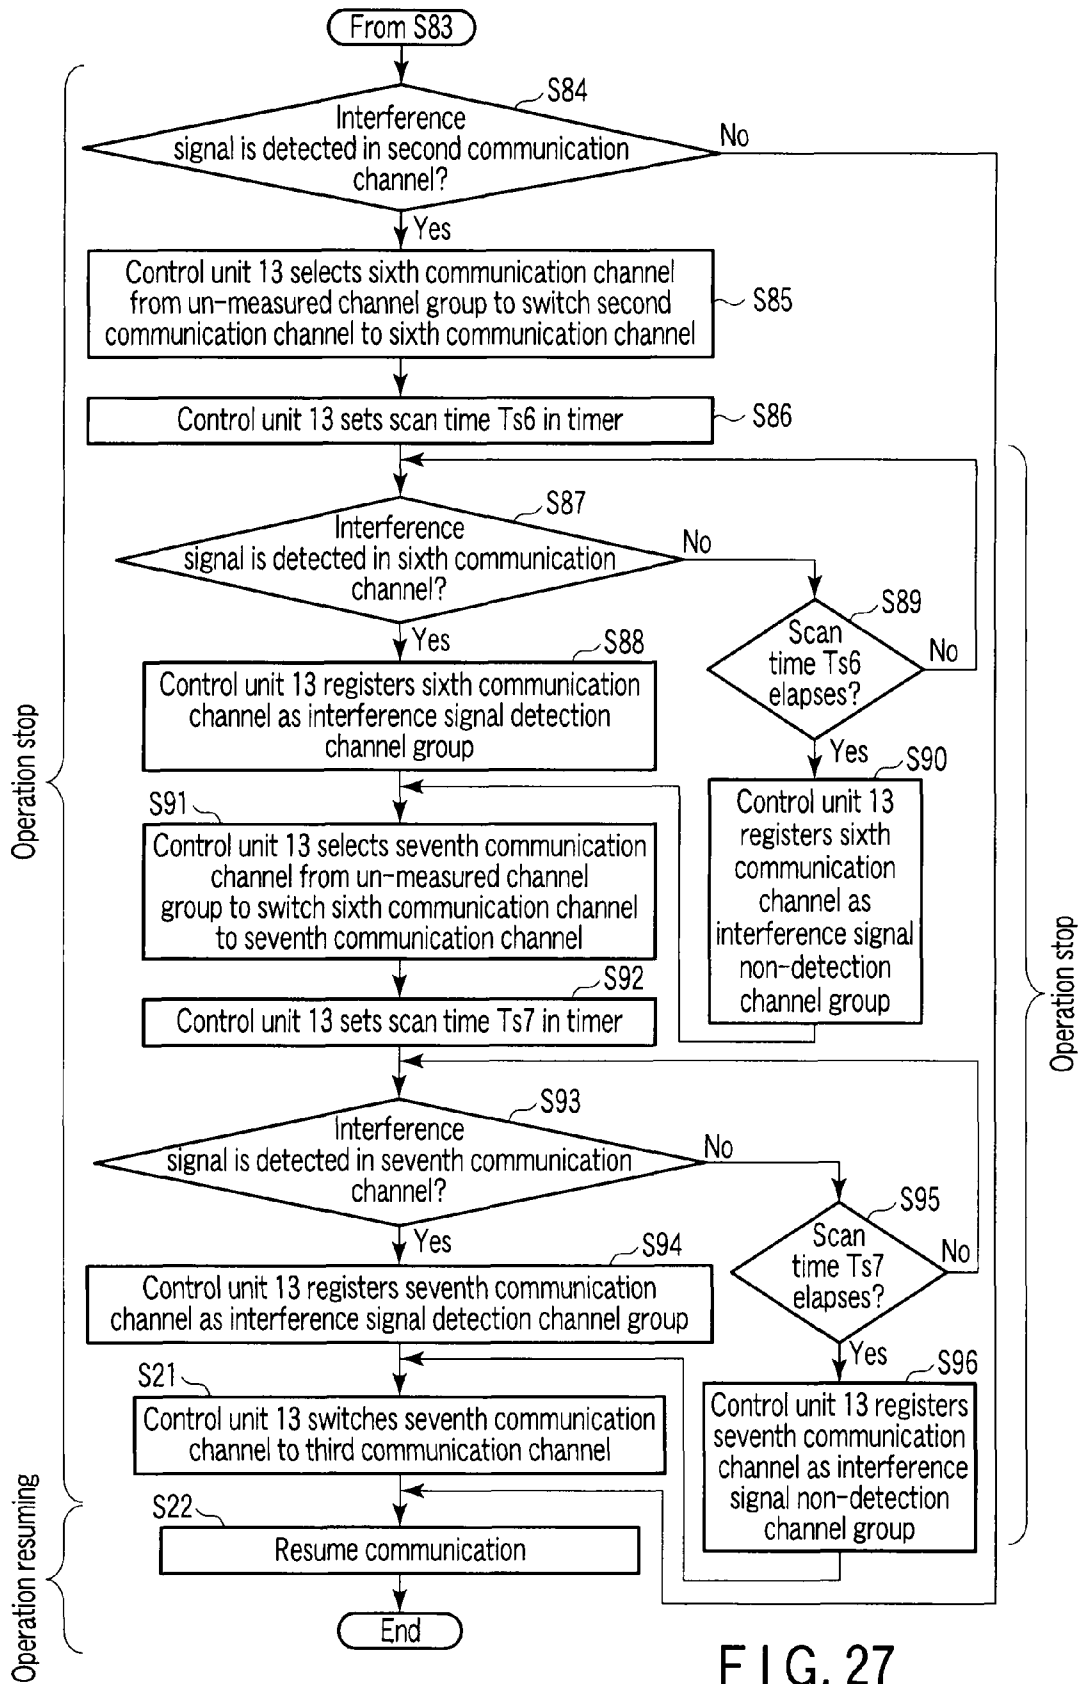 From S83
S84
Interference
signal is detected in second communication
channel?
No
Yes
Control unit 13 selects sixth communication channel
from un-measured channel group to switch second
communication channel to sixth communication channel
S85
Control unit 13 sets scan time Ts6 in timer
S86
S87
Interference
signal is detected in sixth communication
channel?
No
Yes
S89
Scan
time Ts6
elapses?
No
Yes
S88
Control unit 13 registers sixth communication
channel as interference signal detection
channel group
S90
Control unit 13
registers sixth
communication
channel as
interference signal
non-detection
channel group
S91
Control unit 13 selects seventh communication
channel from un-measured channel
group to switch sixth communication channel
to seventh communication channel
S92
Control unit 13 sets scan time Ts7 in timer
S93
Interference
signal is detected in seventh communication
channel?
No
Yes
S95
Scan
time Ts7
elapses?
No
Yes
S94
Control unit 13 registers seventh communication
channel as interference signal detection channel group
S96
Control unit 13 registers
seventh communication
channel as interference
signal non-detection
channel group
S21
Control unit 13 switches seventh communication
channel to third communication channel
S22
Resume communication
End
Operation stop
Operation resuming
Operation stop
FIG. 27